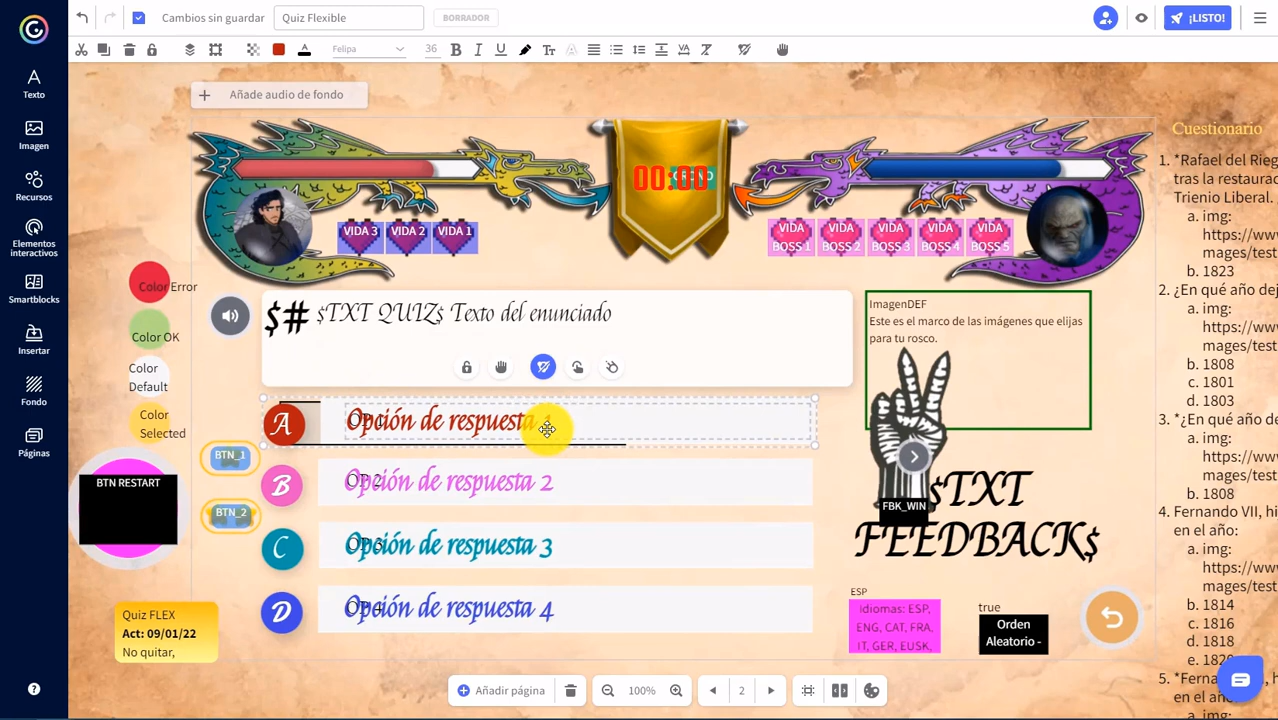 Cambios sin guardar
Quiz Flexible
BORRADOR
¡LISTO!
Texto
Imagen
Recursos
Elementos
interactivos
Smartblocks
Insertar
Fondo
Páginas
Felipa
36
Añade audio de fondo
00:00
VIDA 3
VIDA 2
VIDA 1
VIDA
BOSS 1
VIDA
BOSS 2
VIDA
BOSS 3
VIDA
BOSS 4
VIDA
BOSS 5
Color Error
Color OK
Color
Default
Color
Selected
BTN_1
BTN_2
BTN RESTART
Quiz FLEX
Act: 09/01/22
No quitar,
$# $TXT QUIZ$ Texto del enunciado
A
Opción de respuesta 1
B
OP 2
Opción de respuesta 2
C
Opción de respuesta 3
D
Opción de respuesta 4
ImagenDEF
Este es el marco de las imágenes que elijas
para tu rosco.
FBK_WIN
$TXT
FEEDBACK$
ESP
Idiomas: ESP,
ENG, CAT, FRA,
IT, GER, EUSK,
true
Orden
Aleatorio -
Cuestionario
1. *Rafael del Rieg
tras la restaura
Trienio Liberal.
a. img:
https://www
mages/test
b. 1823
2. ¿En qué año dej
a. img:
https://www
mages/test
b. 1808
c. 1801
d. 1803
3. *¿En qué año de
a. img:
https://www
mages/test
b. 1808
4. Fernando VII, hi
en el año:
a. img:
https://www
mages/test
b. 1814
c. 1816
d. 1818
e. 182
5. *Ferna
en el añ
a. img:
Añadir página
100%
2